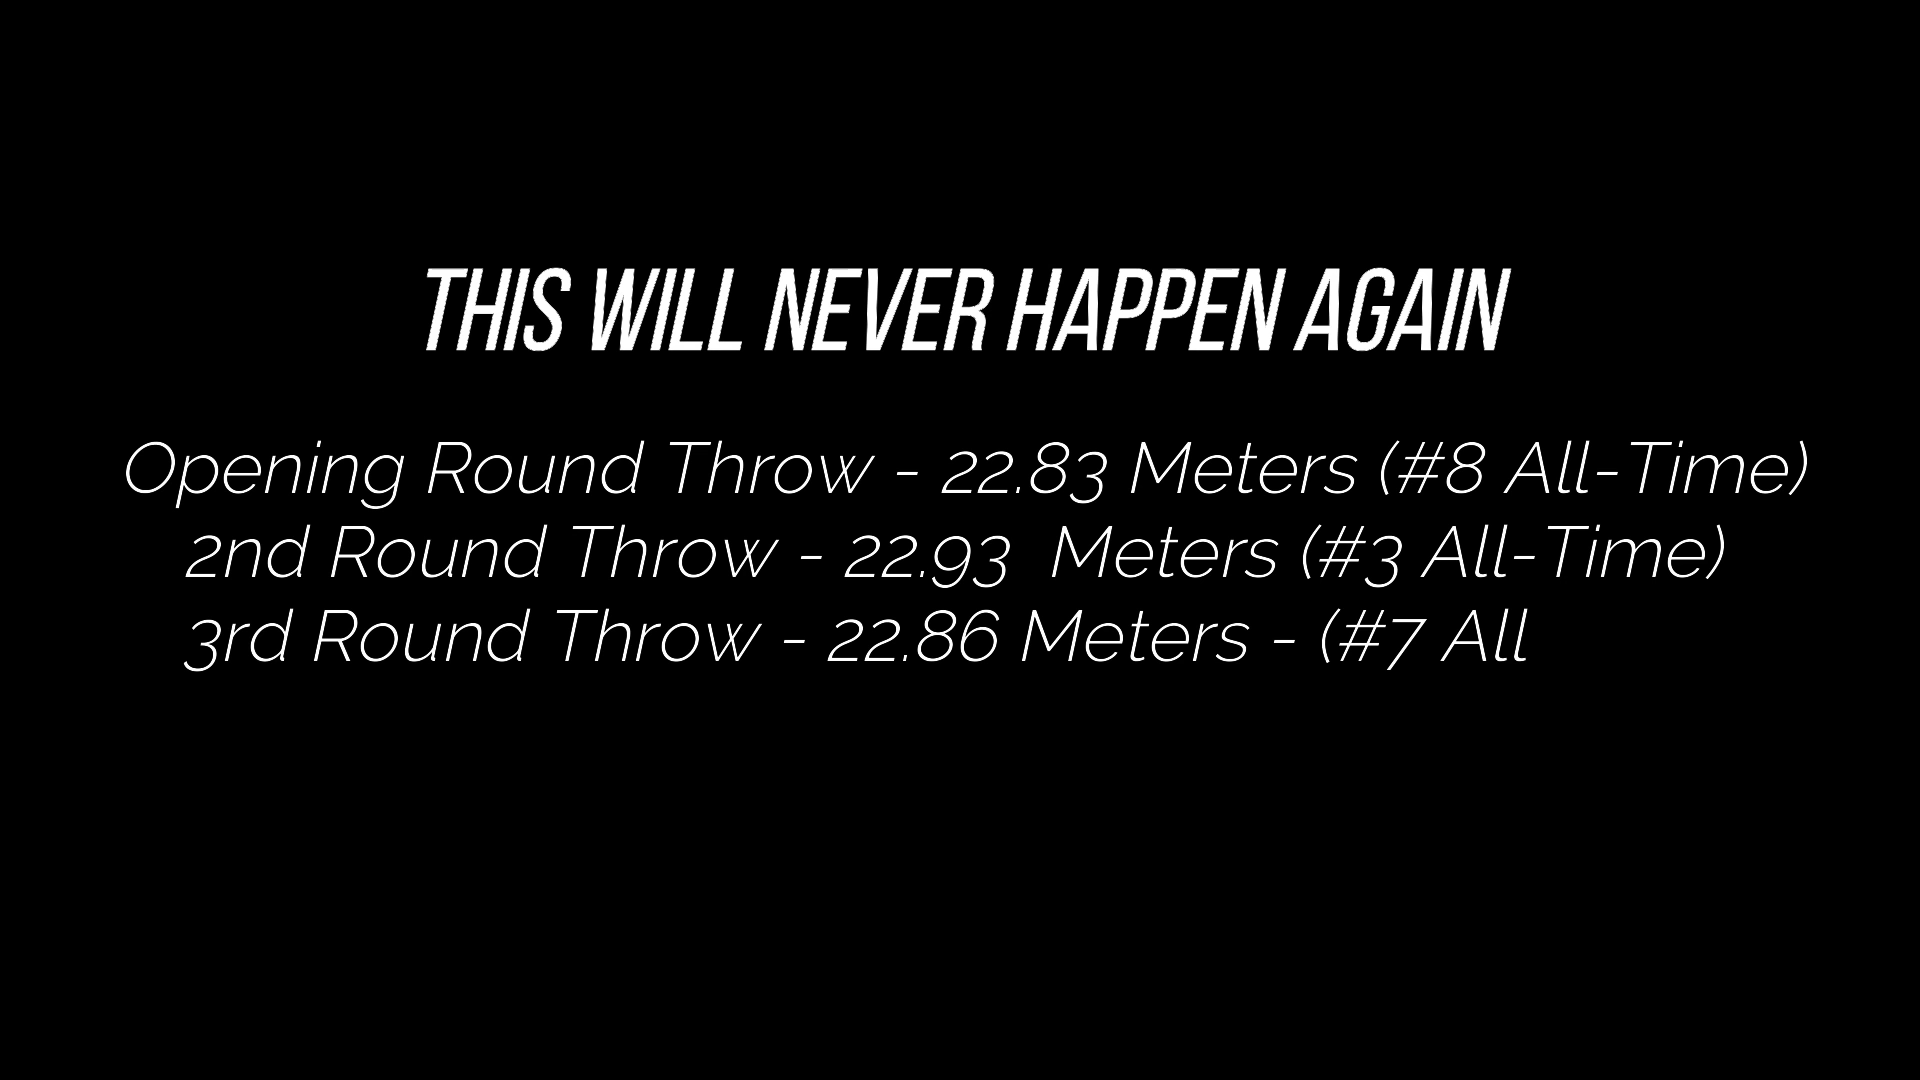 THIS WILL NEVER HAPPEN AGAIN
Opening Round Throw - 22.83 Meters (#8 All-Time)
2nd Round Throw - 22.93 Meters (#3 All-Time)
3rd Round Throw - 22.86 Meters - (#7 All